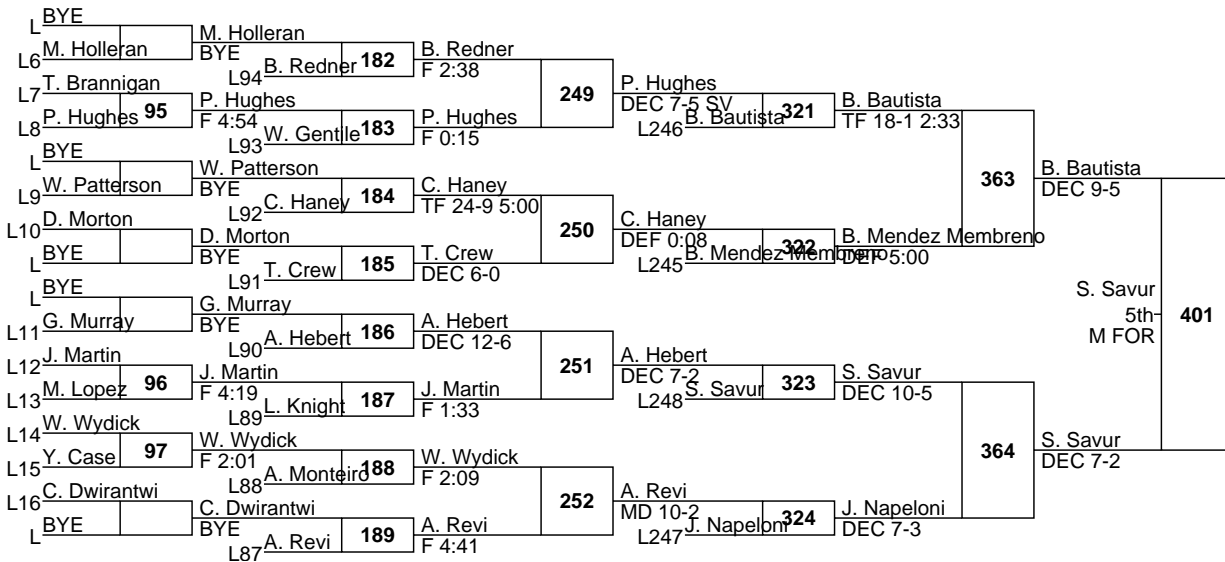 BYE
L
M. Holleran
L6
M. Holleran
BYE
L94
B. Redner
182
B. Redner
F 2:38
T. Brannigan
L7
95
P. Hughes
L8
P. Hughes
F 4:54
L93
W. Gentile
183
P. Hughes
F 0:15
249
P. Hughes
DEC 7-5 SV
L246
B. Bautista
321
B. Bautista
TF 18-1 2:33
BYE
L
W. Patterson
L9
W. Patterson
BYE
L92
C. Haney
184
C. Haney
TF 24-9 5:00
D. Morton
L10
BYE
L
D. Morton
BYE
L91
T. Crew
185
T. Crew
DEC 6-0
250
C. Haney
DEF 0:08
L245
B. Mendez Membreno
322
B. Mendez Membreno
DEF 5:00
363
B. Bautista
DEC 9-5
BYE
L
G. Murray
L11
G. Murray
BYE
L90
A. Hebert
186
A. Hebert
DEC 12-6
J. Martin
L12
96
M. Lopez
L13
J. Martin
F 4:19
L89
L. Knight
187
J. Martin
F 1:33
251
A. Hebert
DEC 7-2
L248
S. Savur
323
S. Savur
DEC 10-5
W. Wydick
L14
97
Y. Case
L15
W. Wydick
F 2:01
L88
A. Monteiro
188
W. Wydick
F 2:09
C. Dwirantwi
L16
BYE
L
C. Dwirantwi
BYE
L87
A. Revi
189
A. Revi
F 4:41
252
A. Revi
MD 10-2
L247
J. Napeloni
324
J. Napeloni
DEC 7-3
364
S. Savur
DEC 7-2
S. Savur
5th
M FOR
401